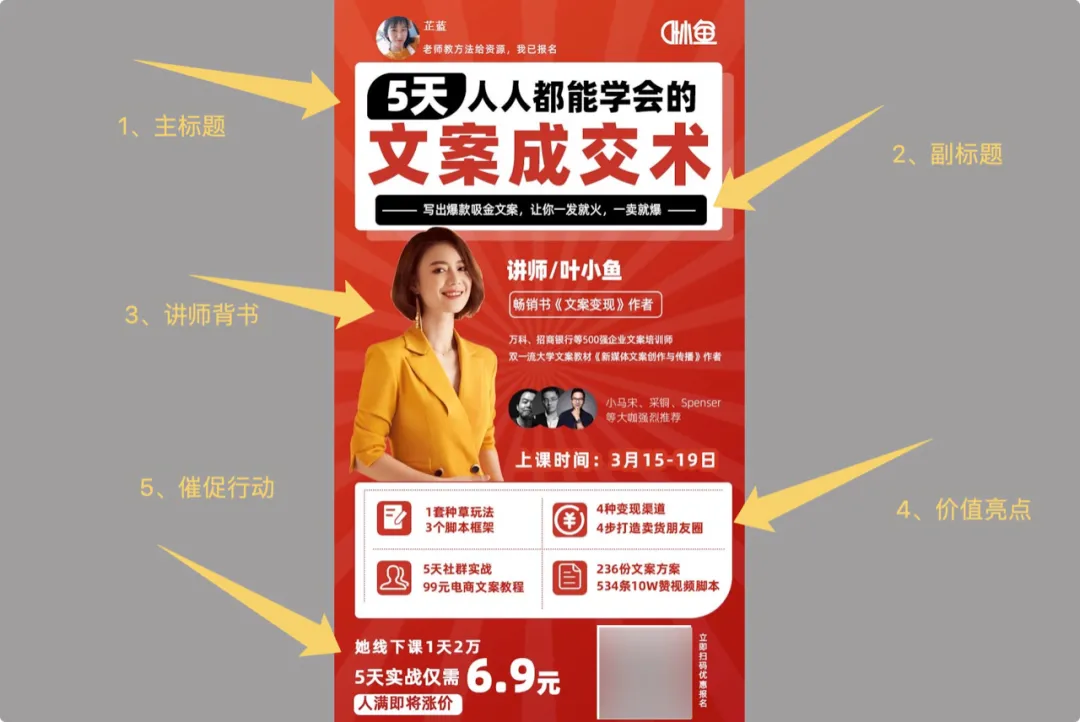 芷蓝
老师教方法给资源，我已报名
叶小鱼
5天人人都能学会的
文案成交术
写出爆款吸金文案，让你一发就火，一卖就爆
1、主标题
2、副标题
讲师/叶小鱼
畅销书《文案变现》作者
3、讲师背书
万科、招商银行等500强企业文案培训师
双一流大学文案教材《新媒体文案创作与传播》作者
小马宋、采铜、Spenser
等大咖强烈推荐
上课时间：3月15-19日
5、催促行动
4、价值亮点
1套种草玩法
3个脚本框架
4种变现渠道
4步打造卖货朋友圈
5天社群实战
99元电商文案教程
236份文案方案
534条10W赞视频脚本
她线下课1天2万
5天实战仅需6.9元
人满即将涨价
立即扫码优惠报名